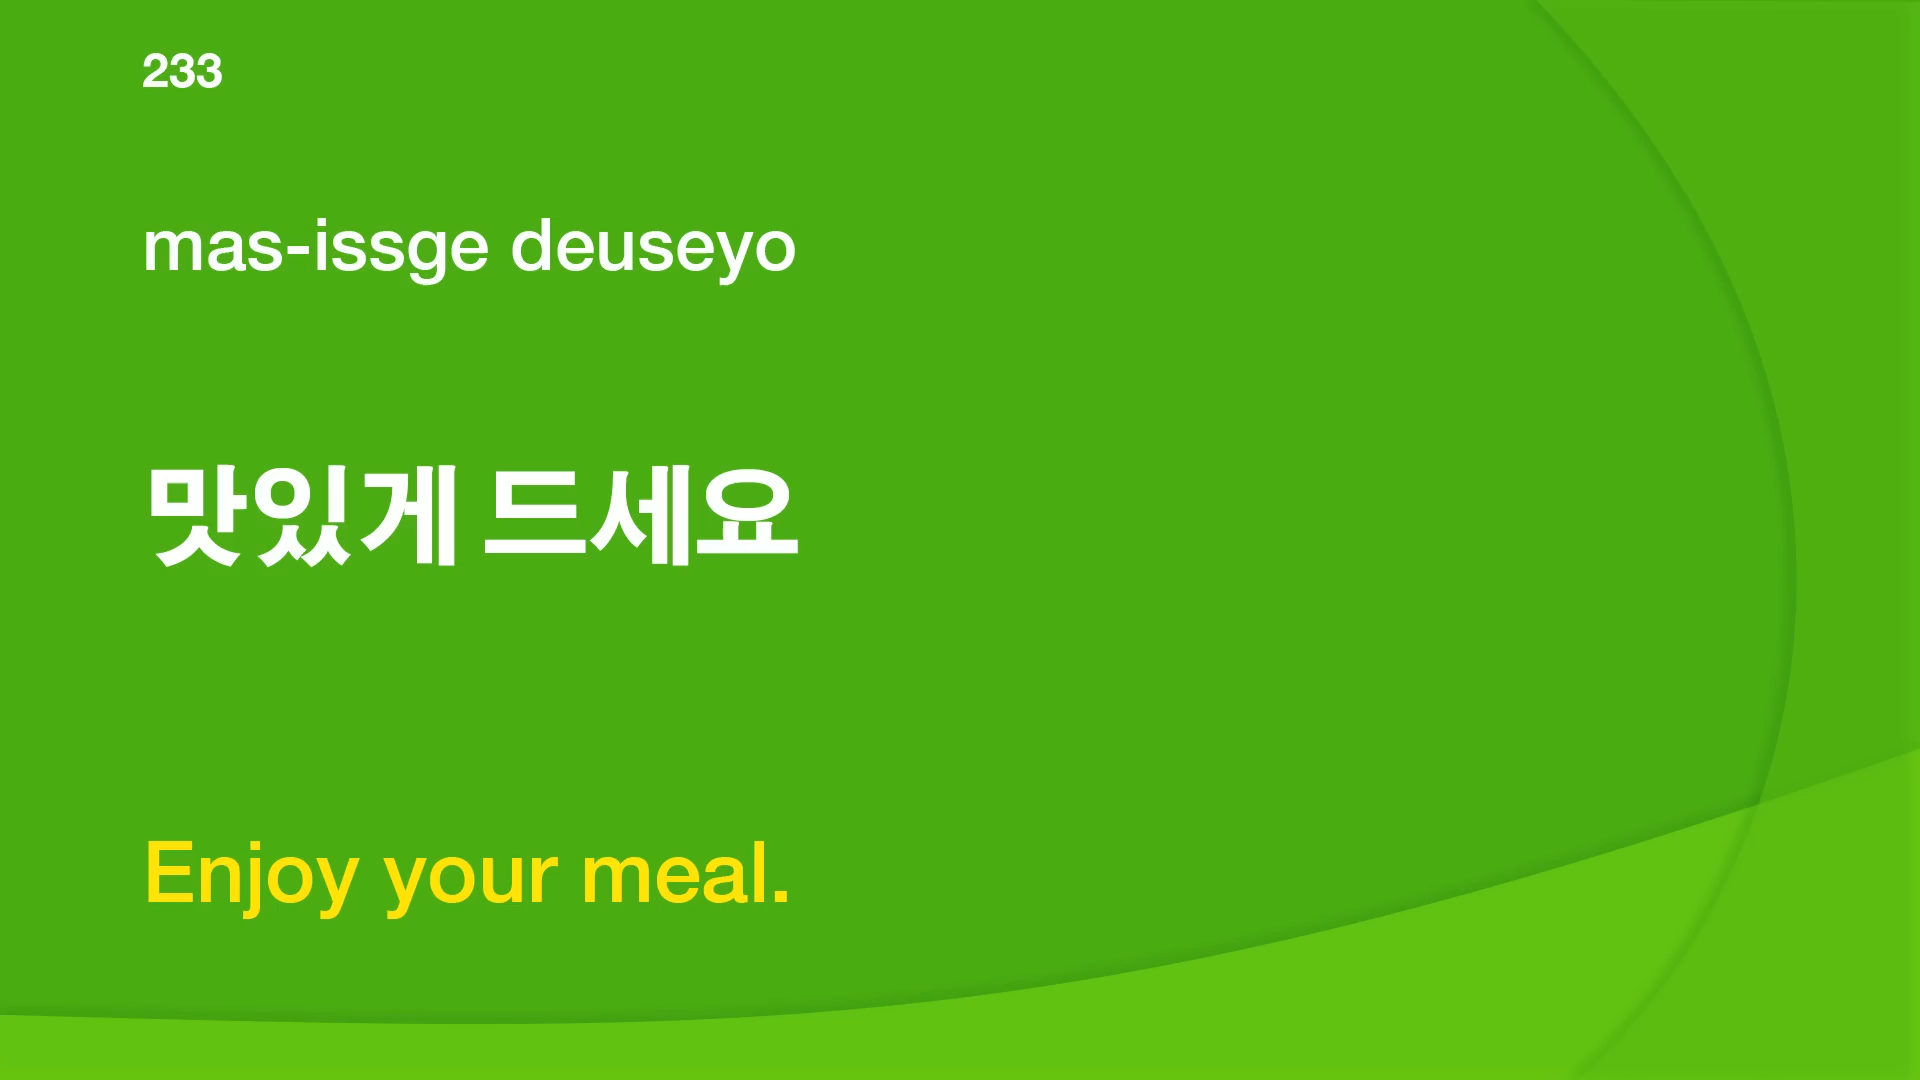 233
mas-issge deuseyo
맛있게 드세요
Enjoy your meal.